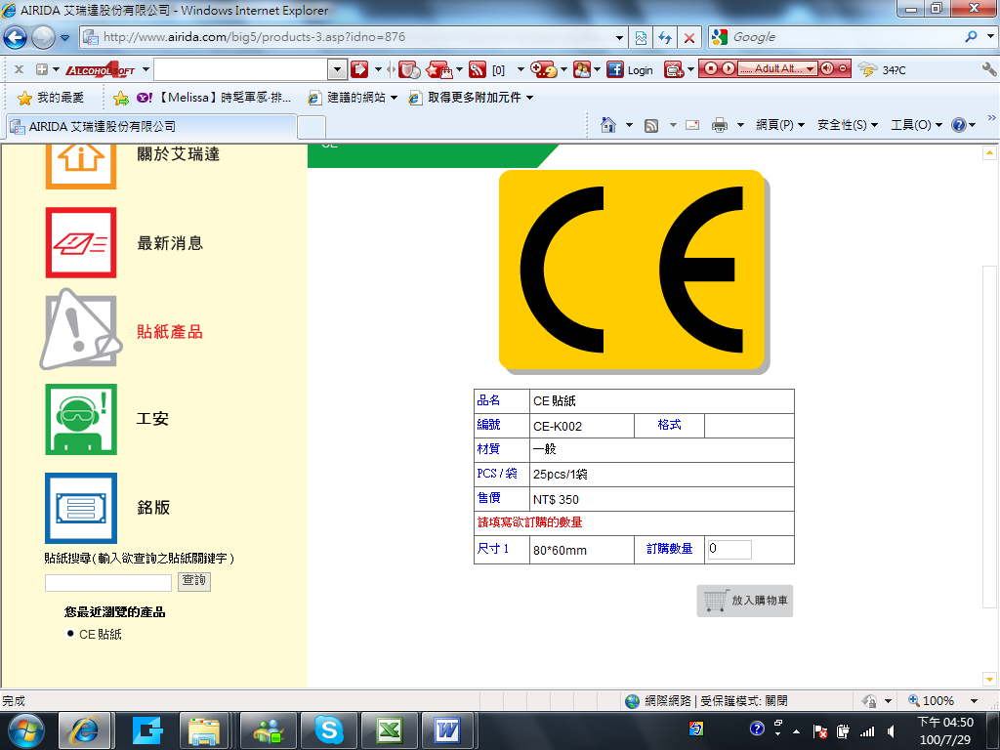 AIRIDA 艾瑞達股份有限公司 - Windows Internet Explorer
http://www.airida.com/big5/products-3.asp?idno=876
Google
ALCOHOLSOFT
[0]
Login
Adult Alt...
34?C
我的最愛
【Melissa】時髦軍感‧排...
建議的網站
取得更多附加元件
AIRIDA 艾瑞達股份有限公司
網頁(P)
安全性(S)
工具(O)
關於艾瑞達
最新消息
貼紙產品
工安
銘版
貼紙搜尋(輸入欲查詢之貼紙關鍵字)
查詢
您最近瀏覽的產品
CE 貼紙
CE
CE
品名 CE 貼紙
編號 CE-K002 格式
材質 一般
PCS / 袋 25pcs/1袋
售價 NT$ 350
請填寫欲訂購的數量
尺寸 1 80*60mm 訂購數量 0
放入購物車
完成
網際網路 | 受保護模式: 關閉
100%
下午 04:50
100/7/29